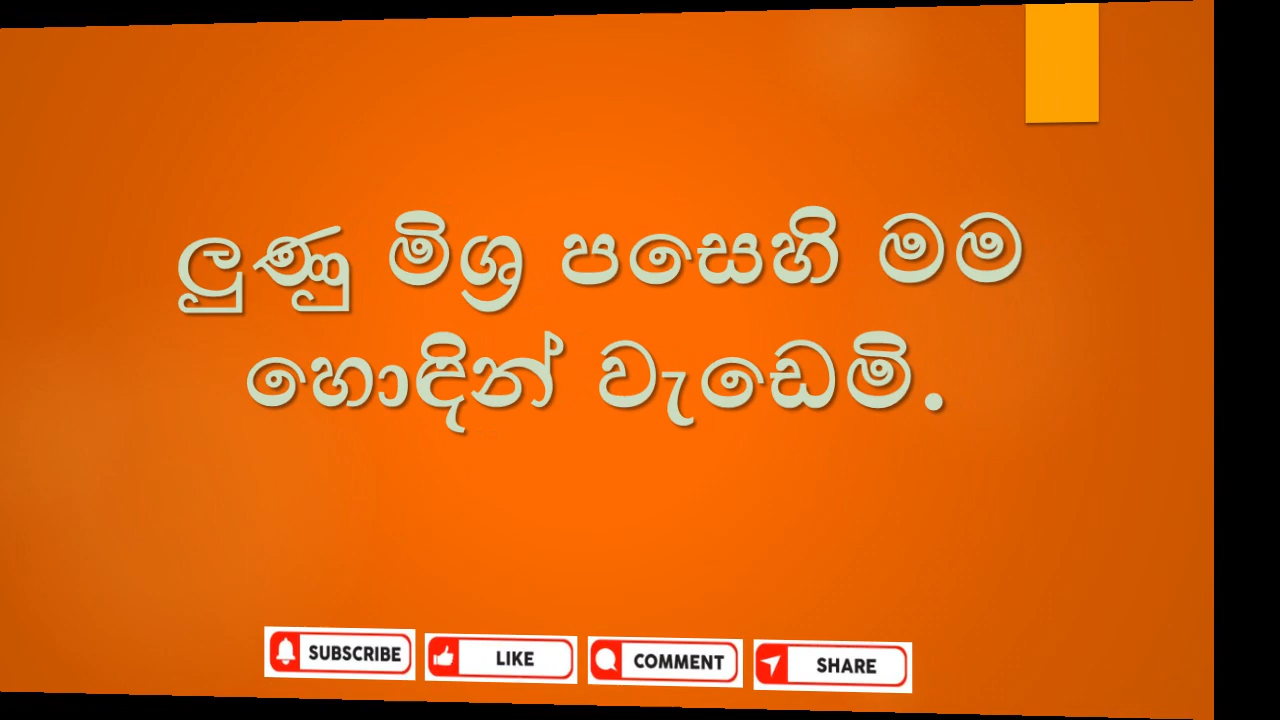 ලුණු මිශ්‍ර පසෙහි මම
හොඳින් වැඩෙමි.
SUBSCRIBE
LIKE
COMMENT
SHARE